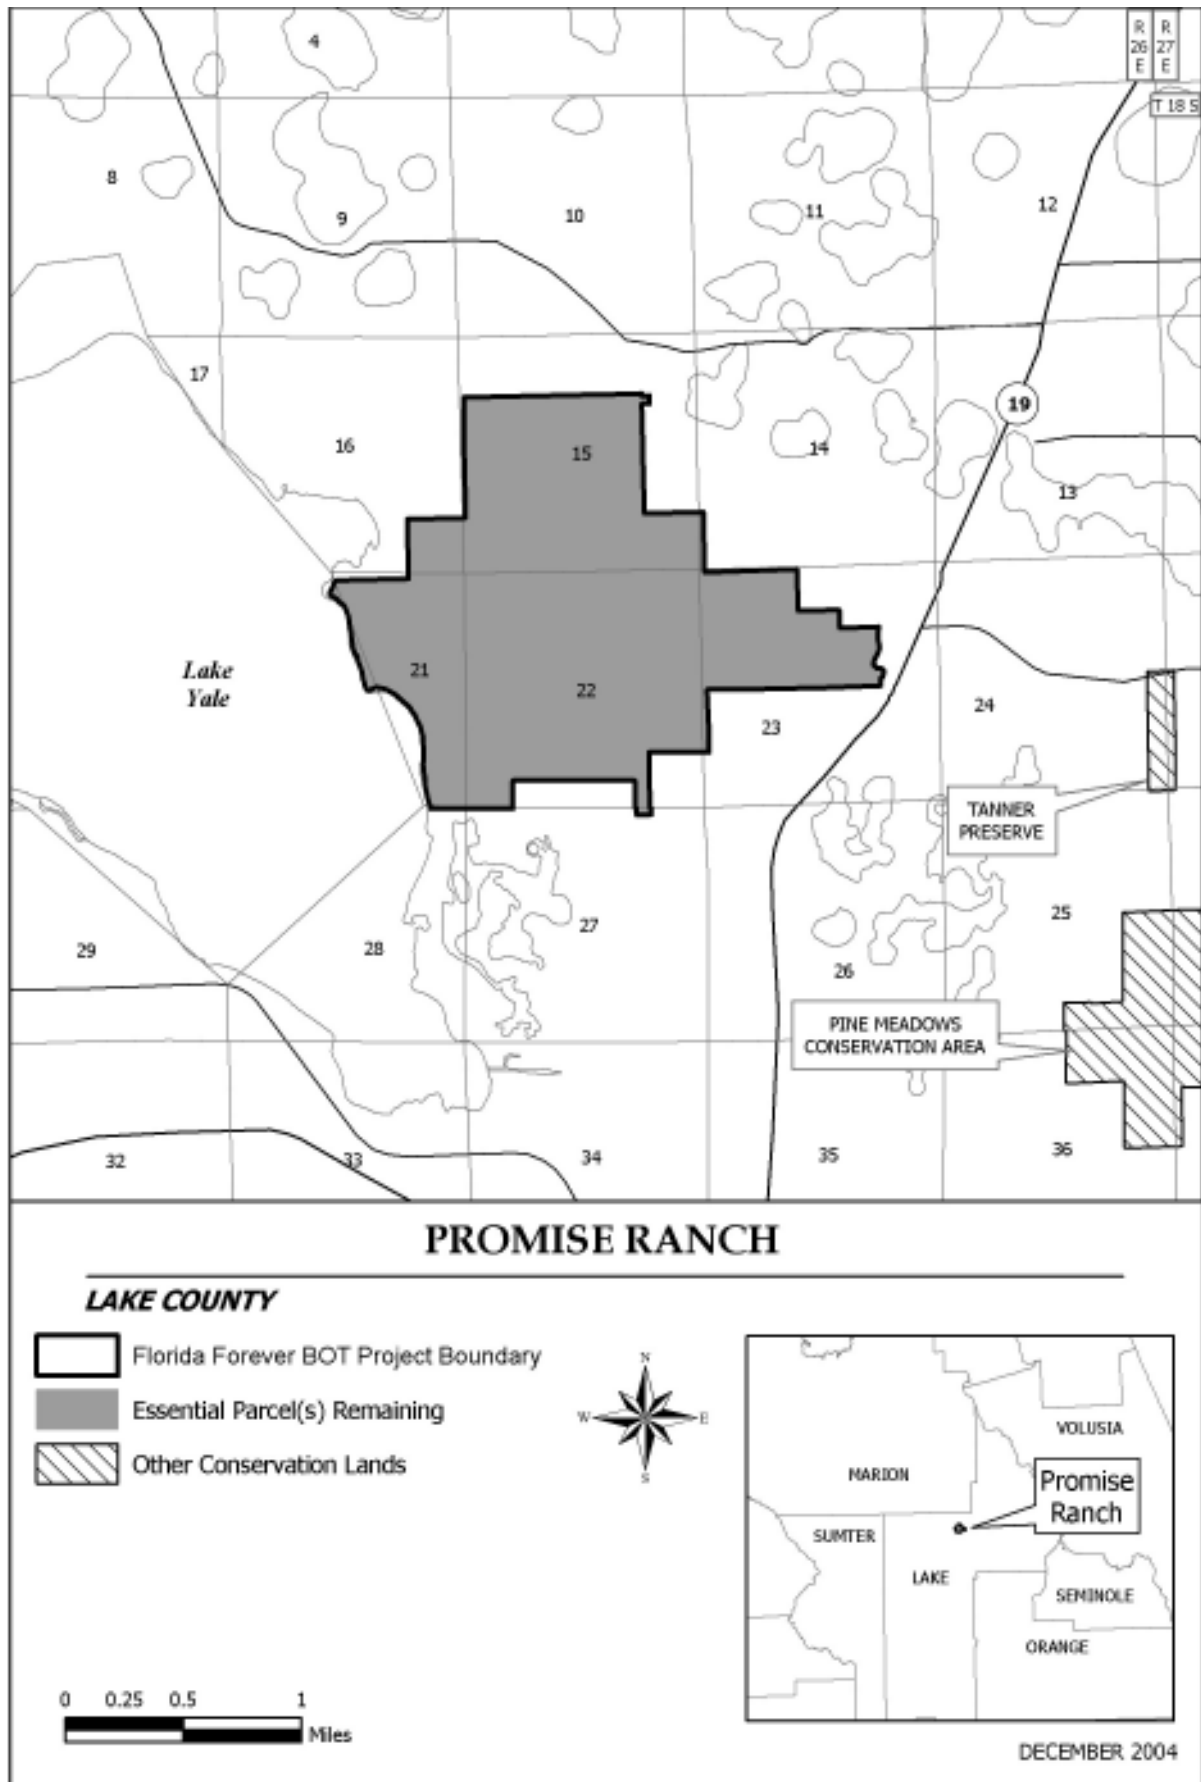 R R
26 27
E E
T 18 S
4
8
9
10
11
12
17
19
16
15
14
13
Lake
Yale
21
22
23
24
TANNER
PRESERVE
29
28
27
26
25
PINE MEADOWS
CONSERVATION AREA
32
33
34
35
36
PROMISE RANCH
LAKE COUNTY
Florida Forever BOT Project Boundary
Essential Parcel(s) Remaining
Other Conservation Lands
N
W E
S
VOLUSIA
MARION
Promise
Ranch
SUMTER
LAKE
SEMINOLE
ORANGE
0 0.25 0.5 1
Miles
DECEMBER 2004